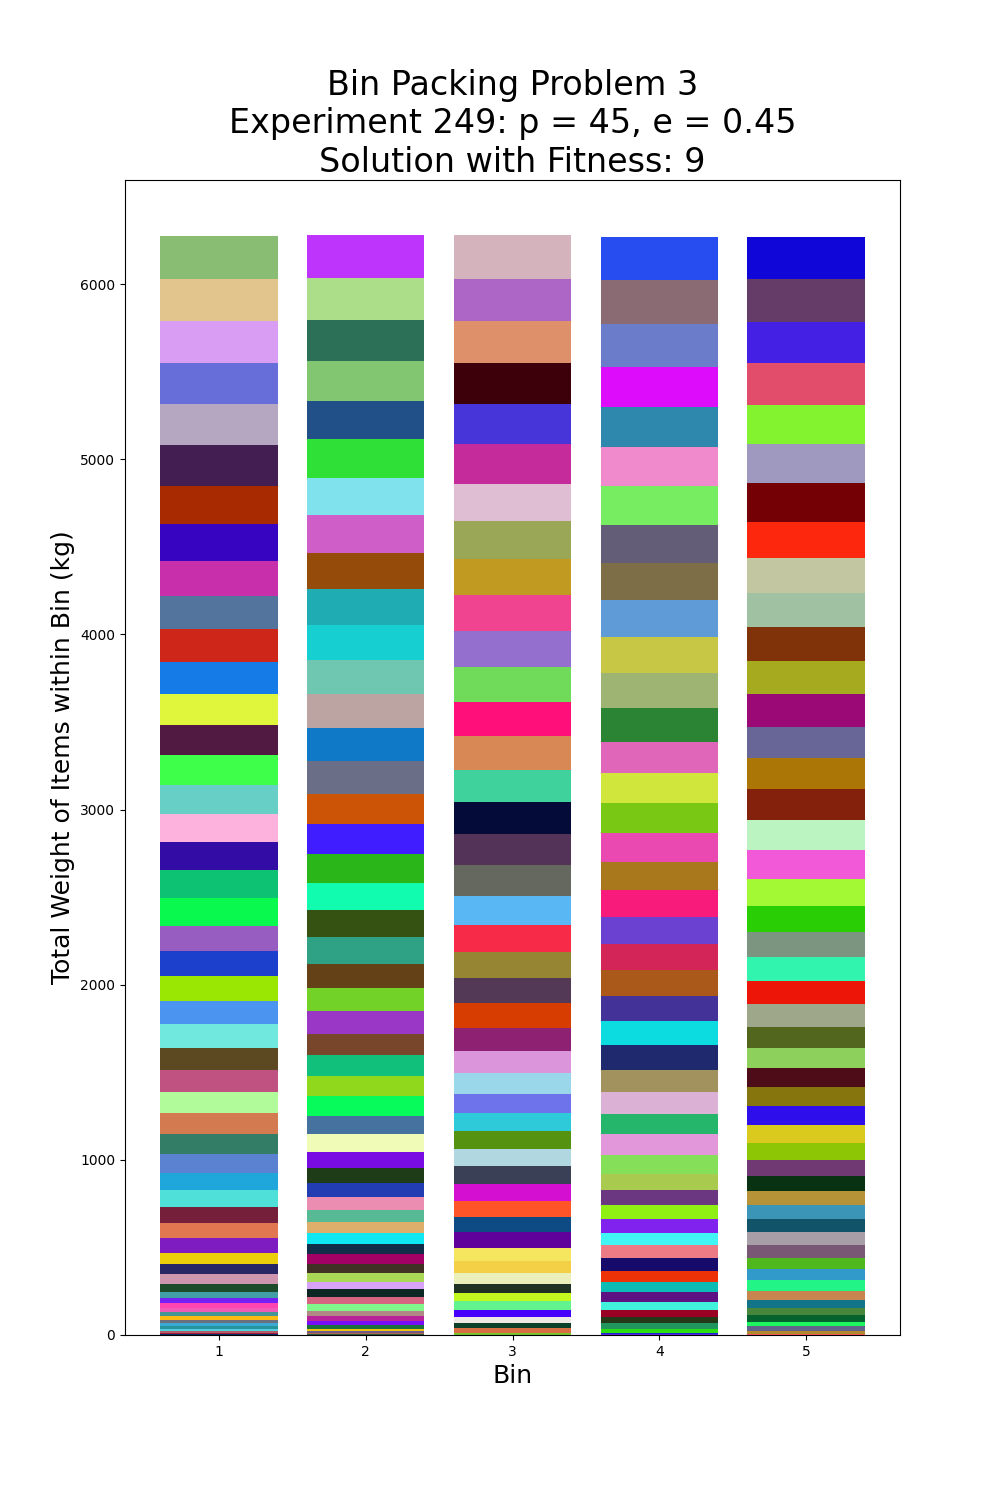 Bin Packing Problem 3
Experiment 249: p = 45, e = 0.45
Solution with Fitness: 9
Total Weight of Items within Bin (kg)
6000
5000
4000
3000
2000
1000
0
1 2 3 4 5
Bin